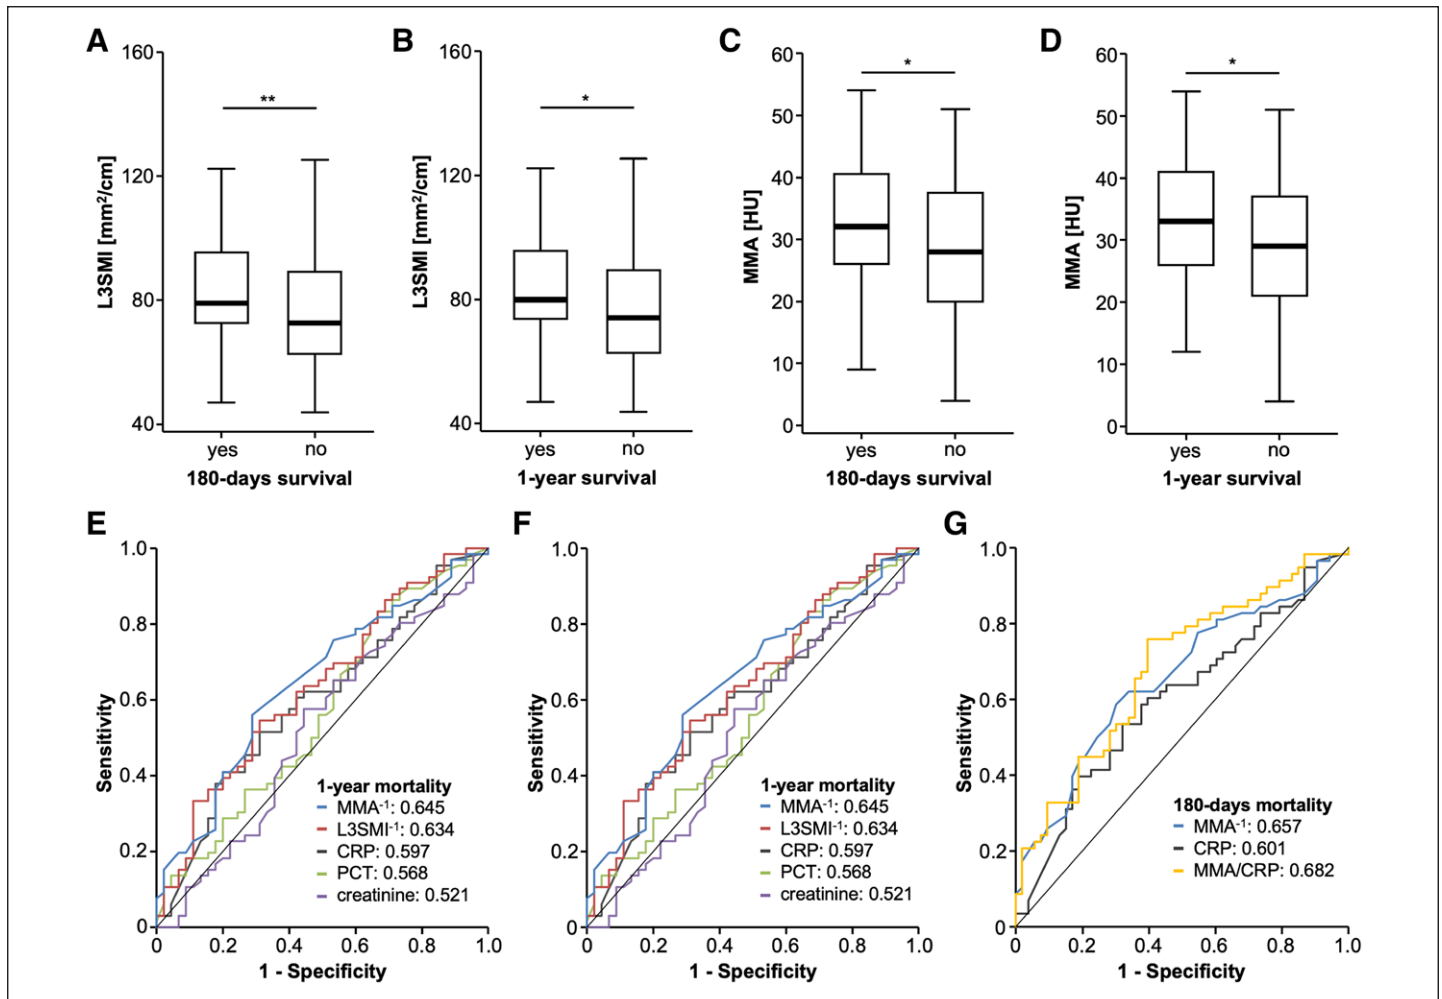 A
160
120
80
40
L3SMI [mm²/cm]
**
yes no
180-days survival
B
160
120
80
40
L3SMI [mm²/cm]
*
yes no
1-year survival
C
60
50
40
30
20
10
0
MMA [HU]
*
yes no
180-days survival
D
60
50
40
30
20
10
0
MMA [HU]
*
yes no
1-year survival
E
1.0
0.8
0.6
0.4
0.2
0
Sensitivity
1-year mortality
MMA⁻¹: 0.645
L3SMI⁻¹: 0.634
CRP: 0.597
PCT: 0.568
creatinine: 0.521
0 0.2 0.4 0.6 0.8 1.0
1 - Specificity
F
1.0
0.8
0.6
0.4
0.2
0
Sensitivity
1-year mortality
MMA⁻¹: 0.645
L3SMI⁻¹: 0.634
CRP: 0.597
PCT: 0.568
creatinine: 0.521
0 0.2 0.4 0.6 0.8 1.0
1 - Specificity
G
1.0
0.8
0.6
0.4
0.2
0
Sensitivity
180-days mortality
MMA⁻¹: 0.657
CRP: 0.601
MMA/CRP: 0.682
0 0.2 0.4 0.6 0.8 1.0
1 - Specificity